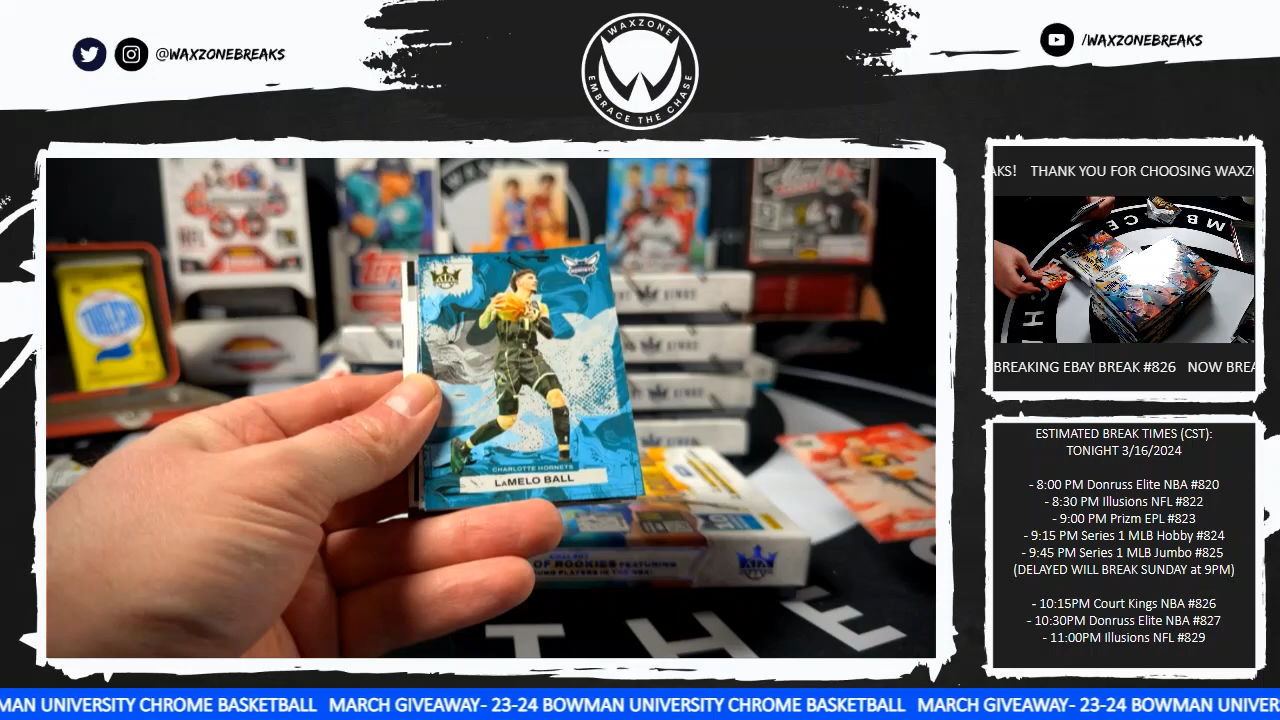 @WAXZONEBREAKS
WAXZONE
EMBRACE THE CHASE
/WAXZONEBREAKS
AKS! THANK YOU FOR CHOOSING WAXZO
BREAKING EBAY BREAK #826 NOW BREA
CHARLOTTE HORNETS
LaMELO BALL
OF ROOKIES FEATURING
THE
ESTIMATED BREAK TIMES (CST):
TONIGHT 3/16/2024
- 8:00 PM Donruss Elite NBA #820
- 8:30 PM Illusions NFL #822
- 9:00 PM Prizm EPL #823
- 9:15 PM Series 1 MLB Hobby #824
- 9:45 PM Series 1 MLB Jumbo #825
(DELAYED WILL BREAK SUNDAY at 9PM)
- 10:15PM Court Kings NBA #826
- 10:30PM Donruss Elite NBA #827
- 11:00PM Illusions NFL #829
MAN UNIVERSITY CHROME BASKETBALL MARCH GIVEAWAY- 23-24 BOWMAN UNIVERSITY CHROME BASKETBALL MARCH GIVEAWAY- 23-24 BOWMAN UNIVER